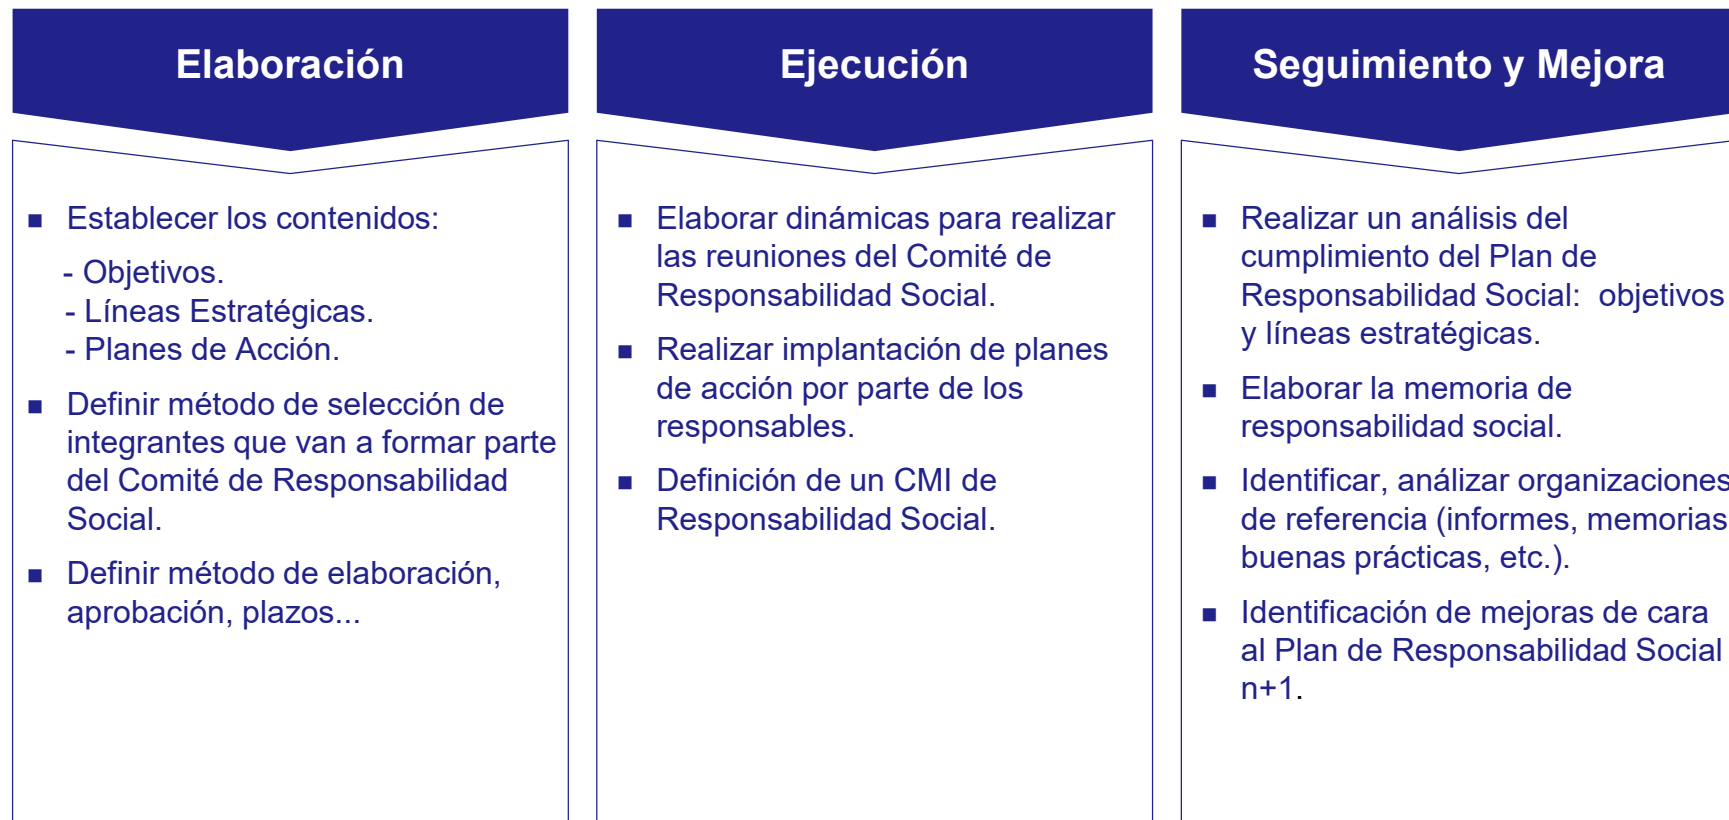 Elaboración
■ Establecer los contenidos:
- Objetivos.
- Líneas Estratégicas.
- Planes de Acción.
■ Definir método de selección de
integrantes que van a formar parte
del Comité de Responsabilidad
Social.
■ Definir método de elaboración,
aprobación, plazos...
Ejecución
■ Elaborar dinámicas para realizar
las reuniones del Comité de
Responsabilidad Social.
■ Realizar implantación de planes
de acción por parte de los
responsables.
■ Definición de un CMI de
Responsabilidad Social.
Seguimiento y Mejora
■ Realizar un análisis del
cumplimiento del Plan de
Responsabilidad Social: objetivos
y líneas estratégicas.
■ Elaborar la memoria de
responsabilidad social.
■ Identificar, análizar organizaciones
de referencia (informes, memorias
buenas prácticas, etc.).
■ Identificación de mejoras de cara
al Plan de Responsabilidad Social
n+1.